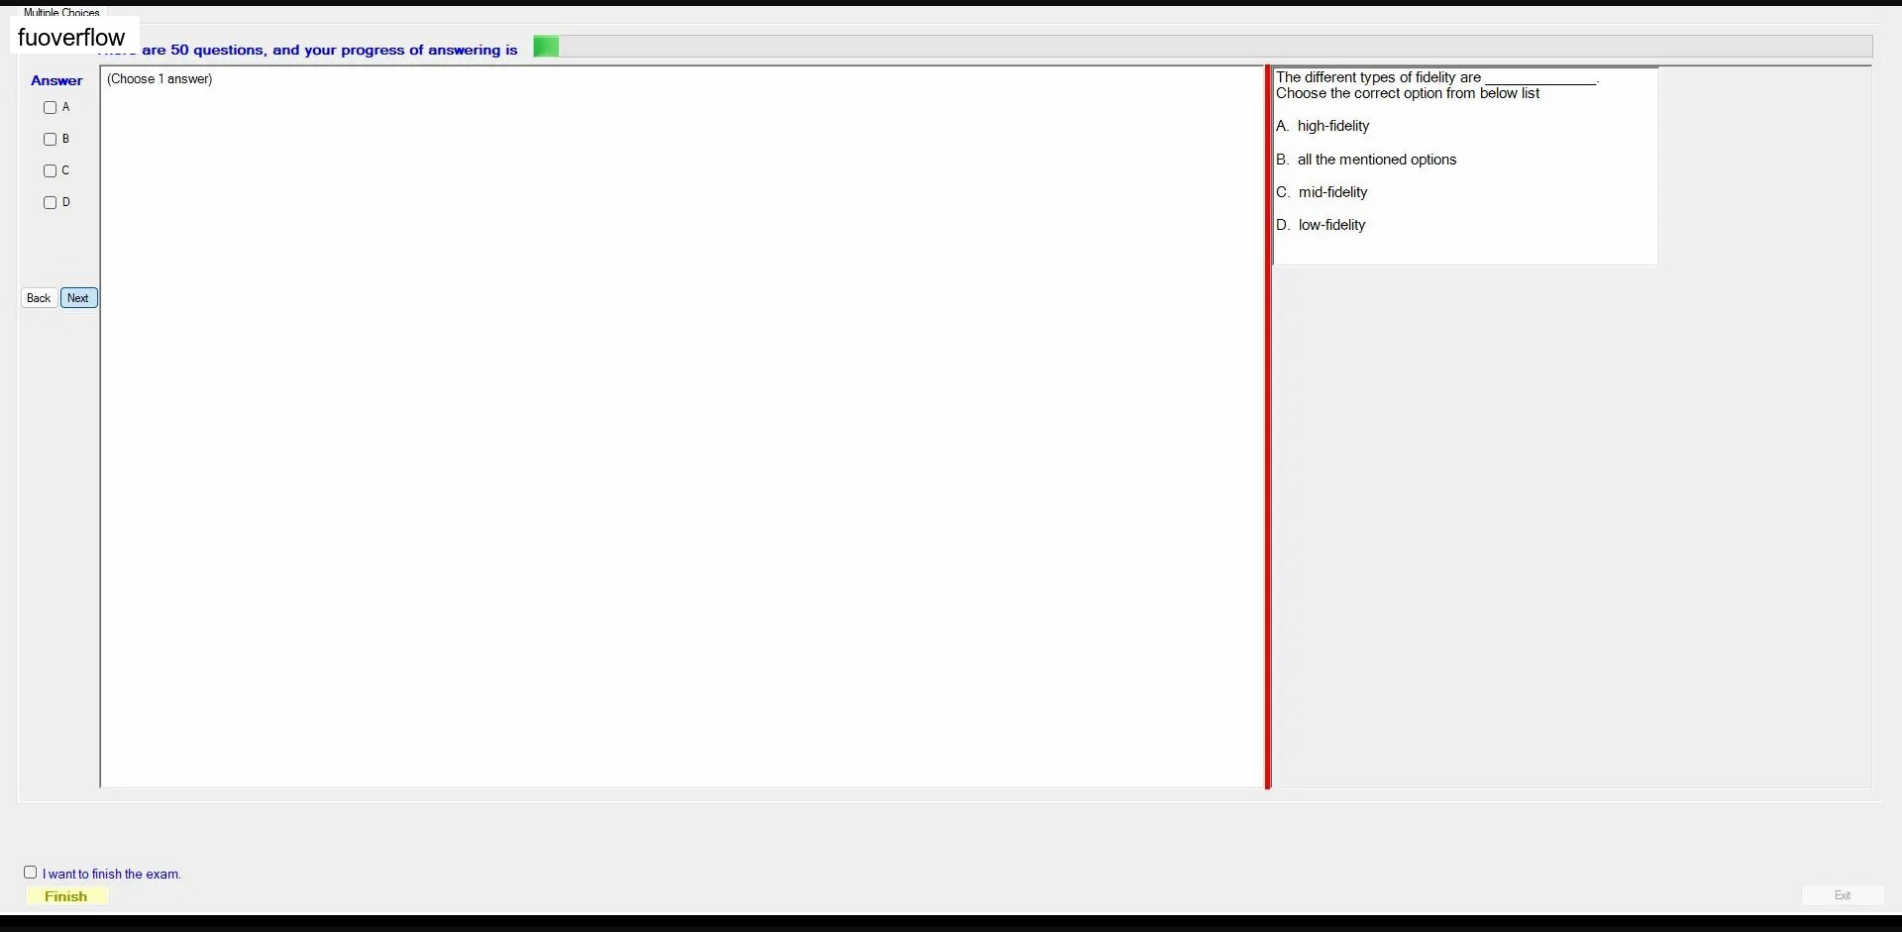 Multiple Choices
fuoverflow
are 50 questions, and your progress of answering is
Answer
(Choose 1 answer)
A
B
C
D
Back Next
The different types of fidelity are ______________.
Choose the correct option from below list
A. high-fidelity
B. all the mentioned options
C. mid-fidelity
D. low-fidelity
I want to finish the exam.
Finish
Exit